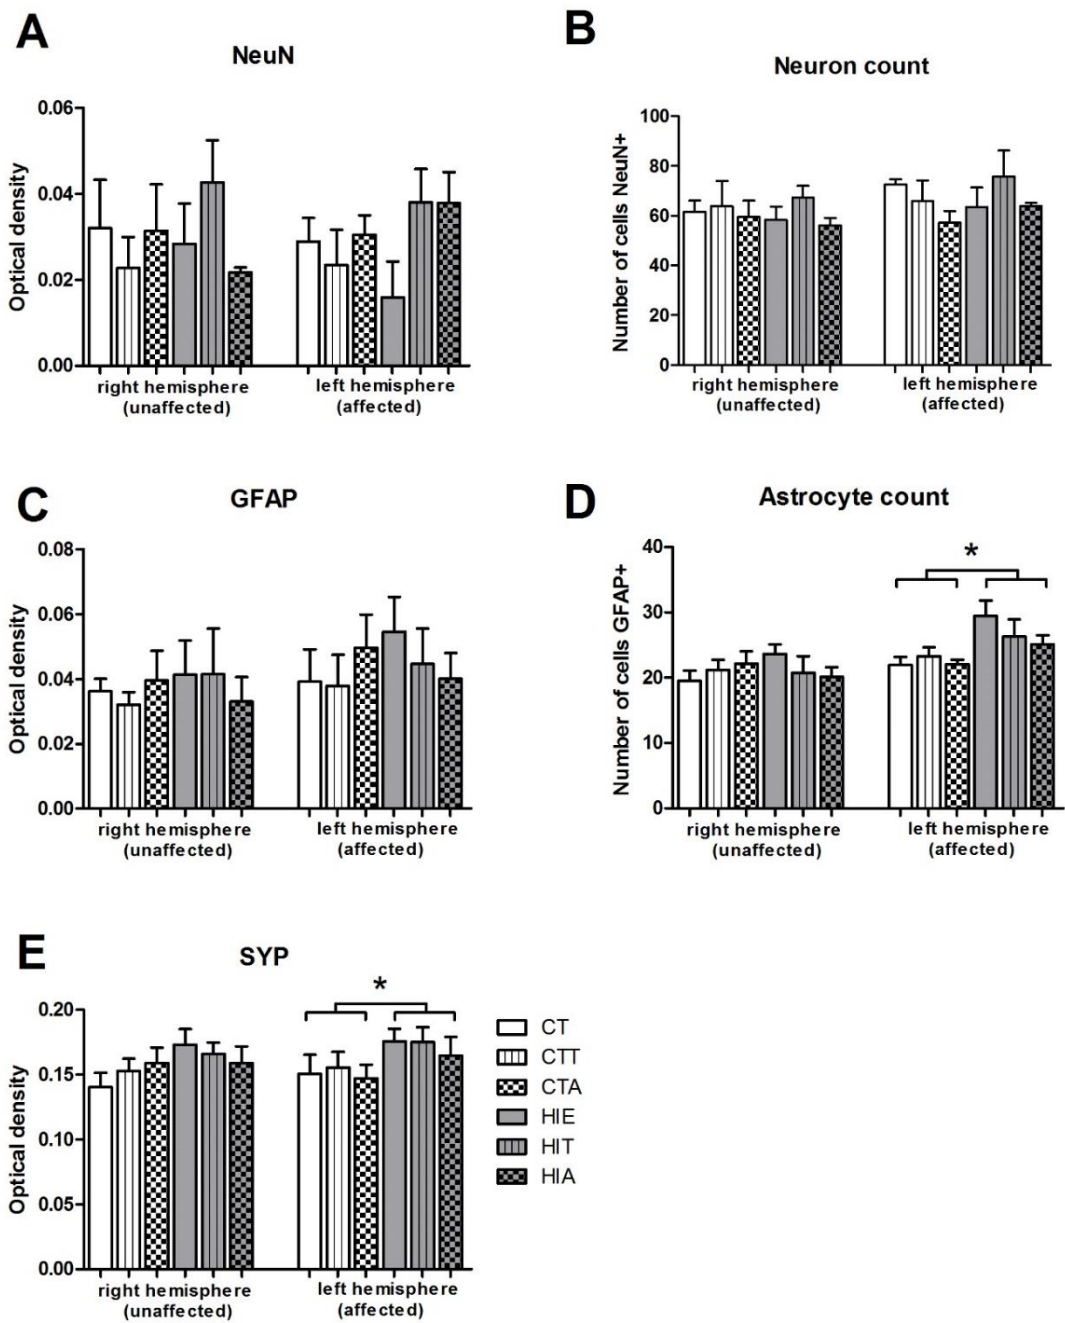 A
NeuN
Optical density
0.06
0.04
0.02
0.00
right hemisphere
(unaffected)
left hemisphere
(affected)
B
Neuron count
Number of cells NeuN+
100
80
60
40
20
0
right hemisphere
(unaffected)
left hemisphere
(affected)
C
GFAP
Optical density
0.08
0.06
0.04
0.02
0.00
right hemisphere
(unaffected)
left hemisphere
(affected)
D
Astrocyte count
Number of cells GFAP+
40
30
20
10
0
*
right hemisphere
(unaffected)
left hemisphere
(affected)
E
SYP
Optical density
0.20
0.15
0.10
0.05
0.00
*
right hemisphere
(unaffected)
left hemisphere
(affected)
CT
CTT
CTA
HIE
HIT
HIA